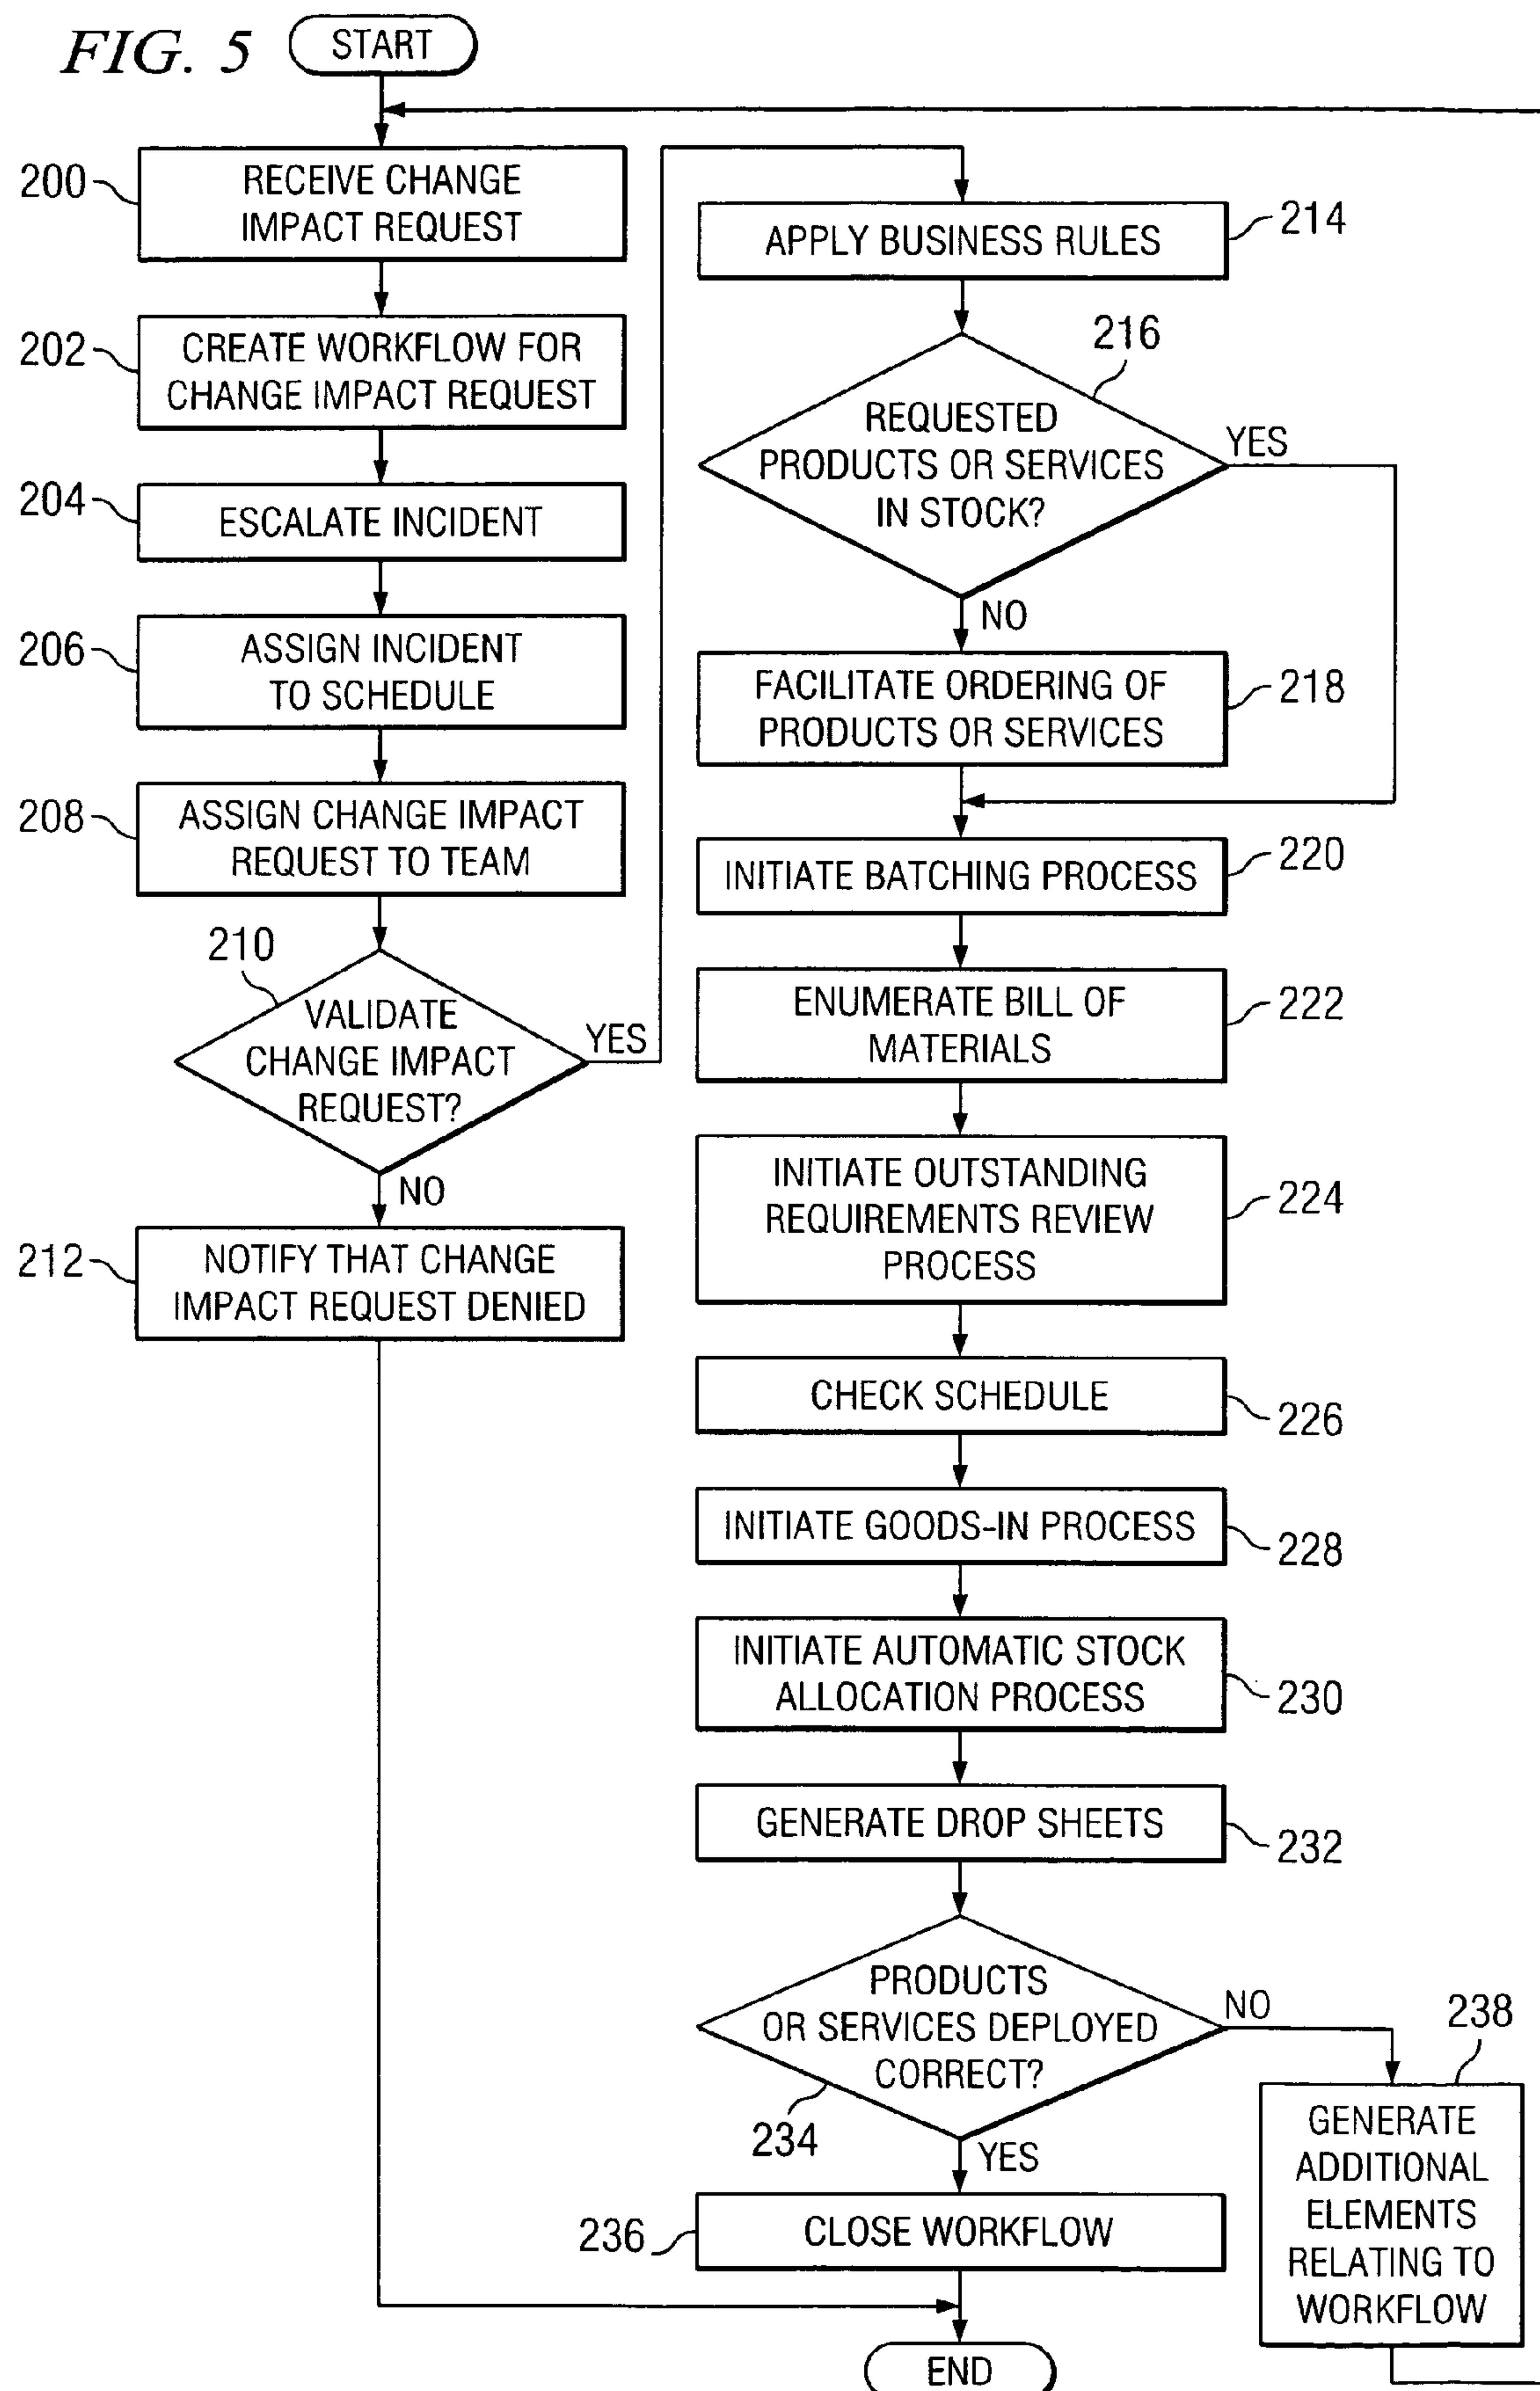 FIG. 5
START
200
RECEIVE CHANGE
IMPACT REQUEST
202
CREATE WORKFLOW FOR
CHANGE IMPACT REQUEST
204
ESCALATE INCIDENT
206
ASSIGN INCIDENT
TO SCHEDULE
208
ASSIGN CHANGE IMPACT
REQUEST TO TEAM
210
VALIDATE
CHANGE IMPACT
REQUEST?
YES
NO
212
NOTIFY THAT CHANGE
IMPACT REQUEST DENIED
APPLY BUSINESS RULES
214
216
REQUESTED
PRODUCTS OR SERVICES
IN STOCK?
YES
NO
FACILITATE ORDERING OF
PRODUCTS OR SERVICES
218
INITIATE BATCHING PROCESS
220
ENUMERATE BILL OF
MATERIALS
222
INITIATE OUTSTANDING
REQUIREMENTS REVIEW
PROCESS
224
CHECK SCHEDULE
226
INITIATE GOODS-IN PROCESS
228
INITIATE AUTOMATIC STOCK
ALLOCATION PROCESS
230
GENERATE DROP SHEETS
232
PRODUCTS
OR SERVICES DEPLOYED
CORRECT?
234
NO
YES
236
CLOSE WORKFLOW
238
GENERATE
ADDITIONAL
ELEMENTS
RELATING TO
WORKFLOW
END